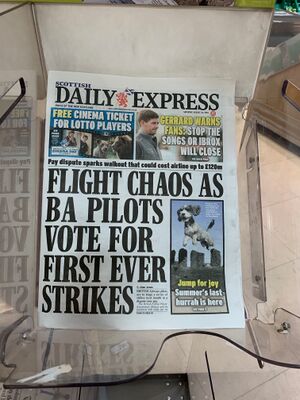 SCOTTISH
DAILY EXPRESS
FREE CINEMA TICKET
FOR LOTTO PLAYERS
GERRARD WARNS
FANS: STOP THE
SONGS OR IBROX
WILL CLOSE
Pay dispute sparks walkout that could cost airline up to £120m
FLIGHT CHAOS AS
BA PILOTS
VOTE FOR
FIRST EVER
STRIKES
Jump for joy
Summer's last
hurrah is here